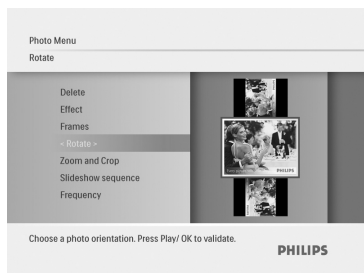 Photo Menu
Rotate
Delete
Effect
Frames
< Rotate >
Zoom and Crop
Slideshow sequence
Frequency
PHILIPS
Choose a photo orientation. Press Play/ OK to validate.
PHILIPS